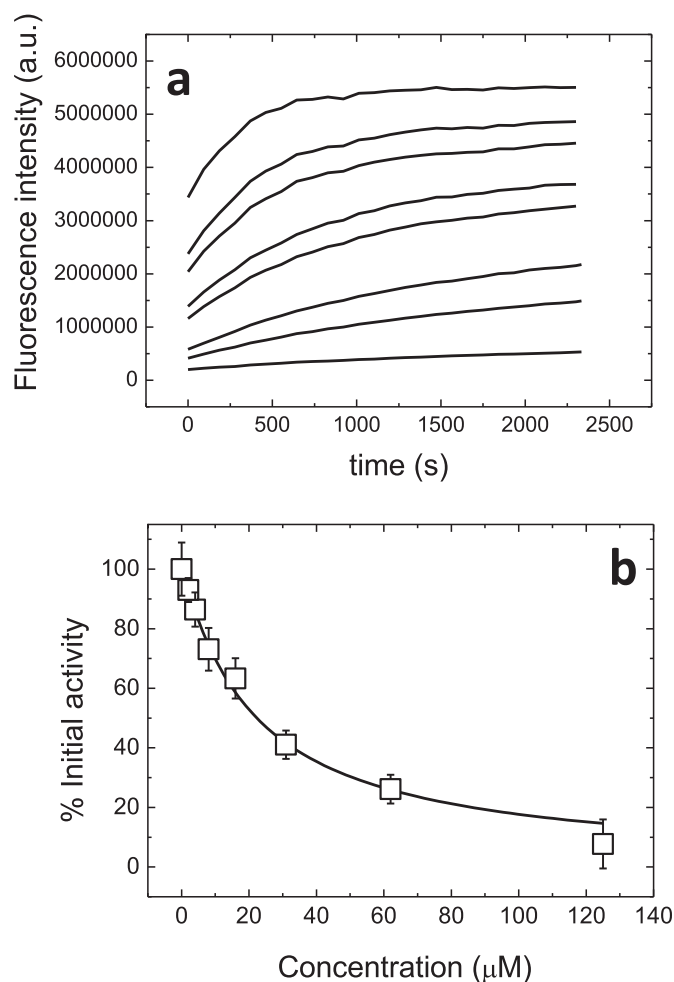 Fluorescence intensity (a.u.)
a
6000000
5000000
4000000
3000000
2000000
1000000
0
0 500 1000 1500 2000 2500
time (s)
% Initial activity
b
100
80
60
40
20
0
0 20 40 60 80 100 120 140
Concentration (μM)